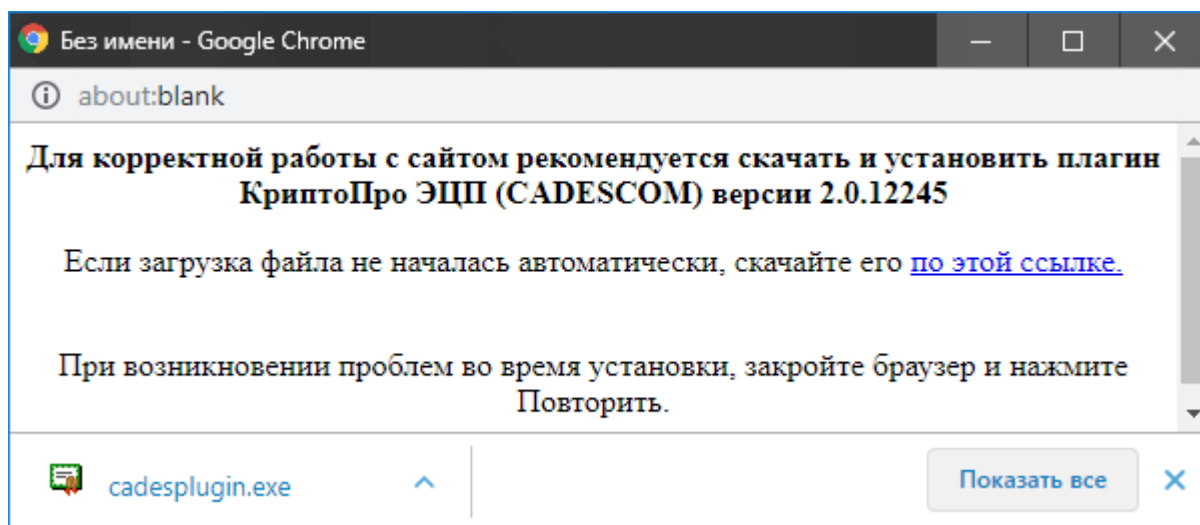 Без имени - Google Chrome
about:blank
Для корректной работы с сайтом рекомендуется скачать и установить плагин
КриптоПро ЭЦП (CADESCOM) версии 2.0.12245
Если загрузка файла не началась автоматически, скачайте его по этой ссылке.
При возникновении проблем во время установки, закройте браузер и нажмите
Повторить.
cadesplugin.exe
Показать все